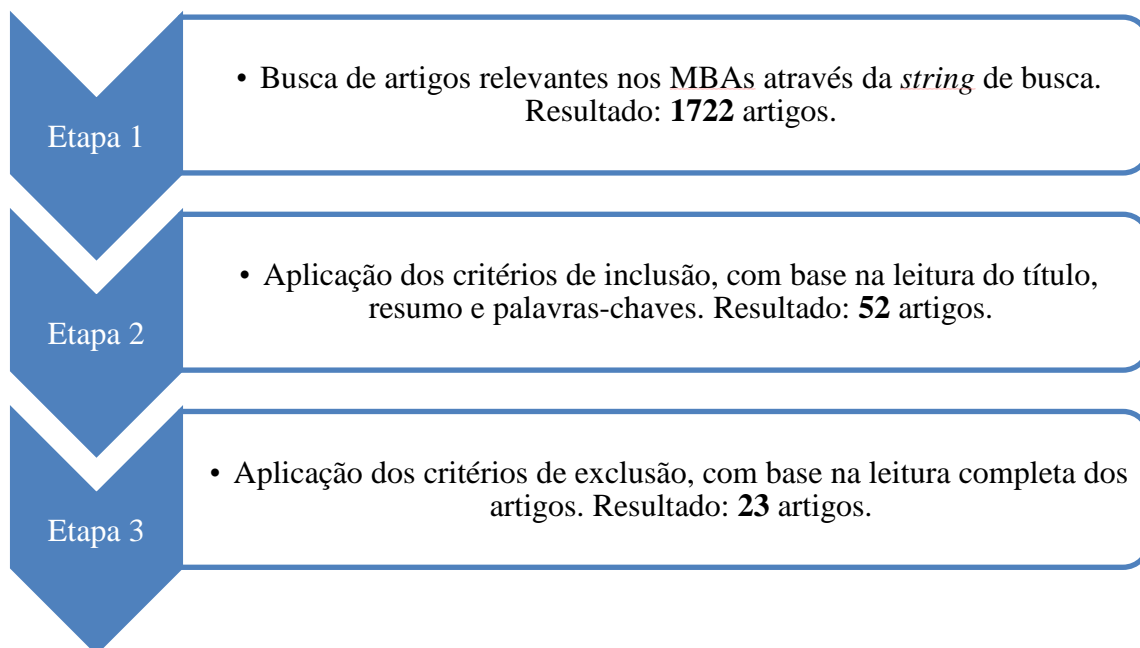 Etapa 1
• Busca de artigos relevantes nos MBAs através da string de busca.
Resultado: 1722 artigos.
Etapa 2
• Aplicação dos critérios de inclusão, com base na leitura do título,
resumo e palavras-chaves. Resultado: 52 artigos.
Etapa 3
• Aplicação dos critérios de exclusão, com base na leitura completa dos
artigos. Resultado: 23 artigos.